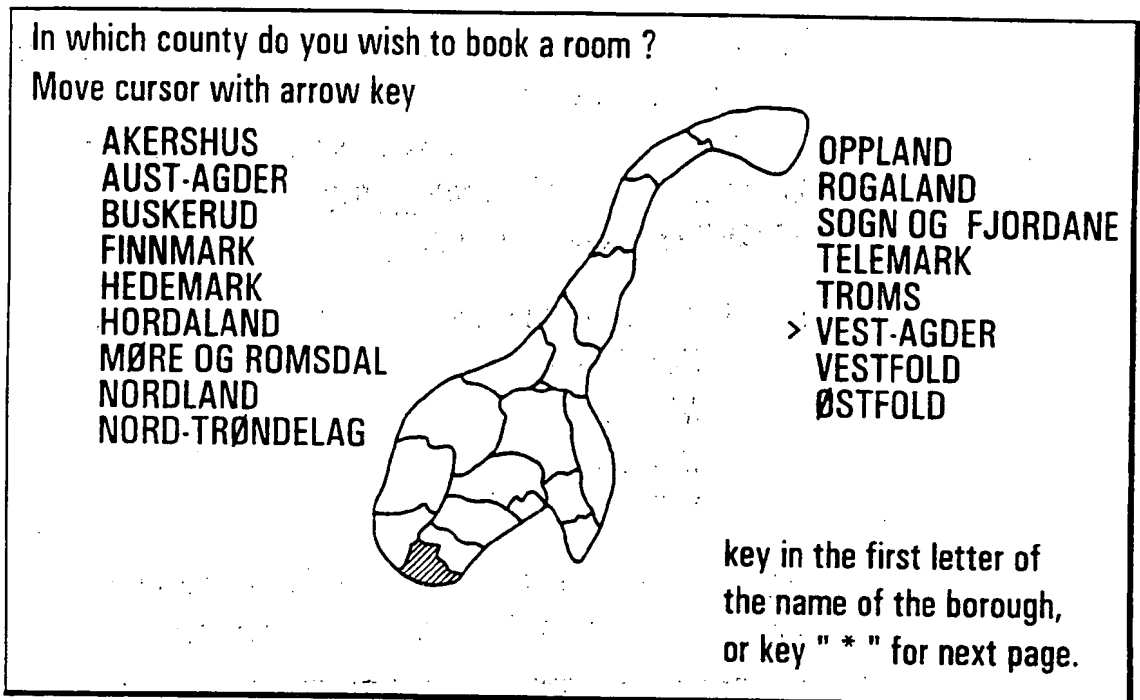 In which county do you wish to book a room ?
Move cursor with arrow key
AKERSHUS
AUST-AGDER
BUSKERUD
FINNMARK
HEDEMARK
HORDALAND
MØRE OG ROMSDAL
NORDLAND
NORD-TRØNDELAG
OPPLAND
ROGALAND
SOGN OG FJORDANE
TELEMARK
TROMS
> VEST-AGDER
VESTFOLD
ØSTFOLD
key in the first letter of
the name of the borough,
or key " * " for next page.